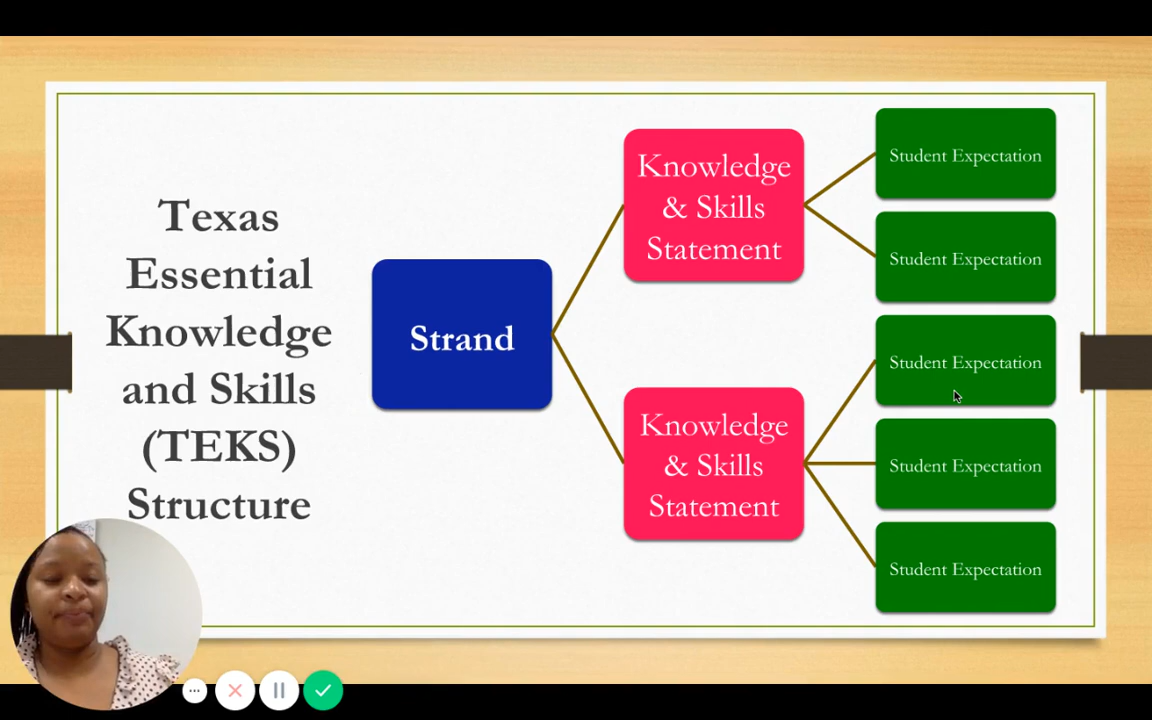 Texas
Essential
Knowledge
and Skills
(TEKS)
Structure
Strand
Knowledge
& Skills
Statement
Knowledge
& Skills
Statement
Student Expectation
Student Expectation
Student Expectation
Student Expectation
Student Expectation